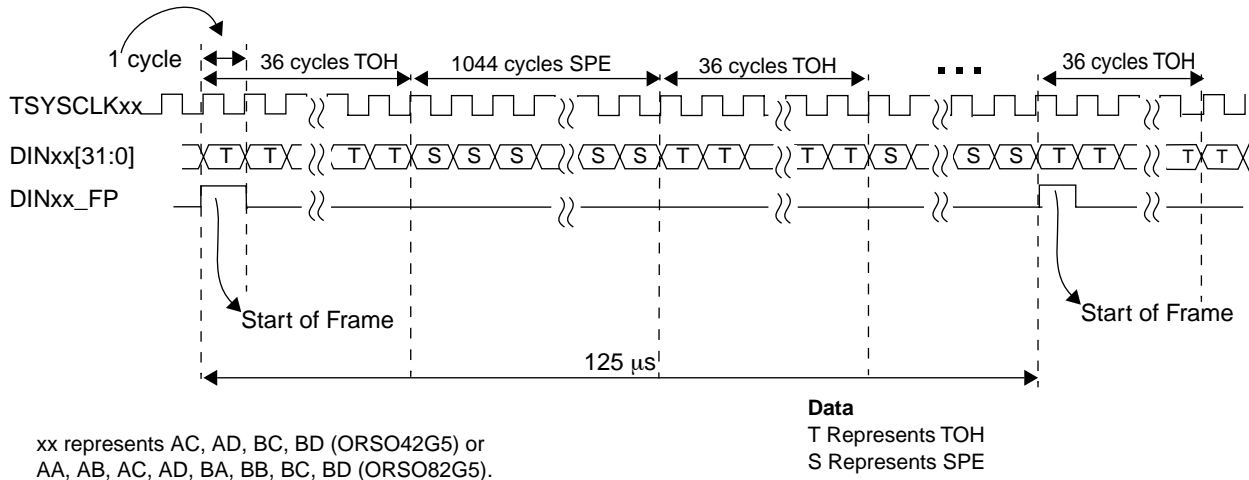 1 cycle
36 cycles TOH
1044 cycles SPE
36 cycles TOH
...
36 cycles TOH
TSYSCLKxx
DINxx[31:0]
T T T T S S S S S T T T T S S S T T T T
DINxx_FP
Start of Frame
Start of Frame
125 μs
Data
T Represents TOH
S Represents SPE
xx represents AC, AD, BC, BD (ORSO42G5) or
AA, AB, AC, AD, BA, BB, BC, BD (ORSO82G5).